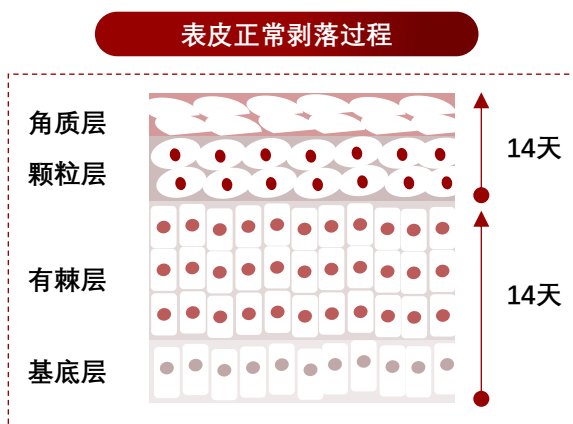 表皮正常剥落过程
角质层
14天
颗粒层
有棘层
14天
基底层